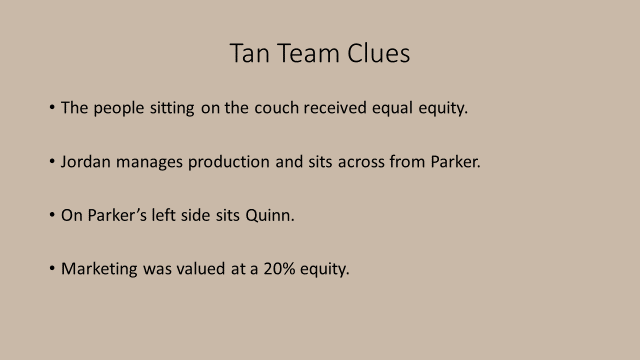 Tan Team Clues
• The people sitting on the couch received equal equity.
• Jordan manages production and sits across from Parker.
• On Parker’s left side sits Quinn.
• Marketing was valued at a 20% equity.